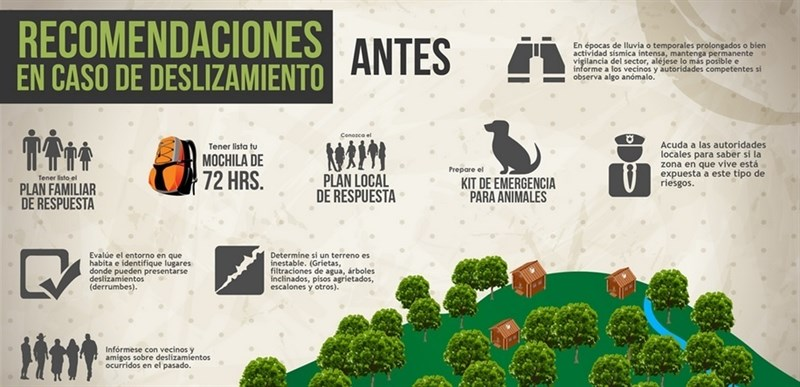 RECOMENDACIONES
EN CASO DE DESLIZAMIENTO
ANTES
En épocas de lluvia o temporales prolongados o bien
actividad sísmica intensa, mantenga permanente
vigilancia del sector, aléjese lo más posible e
informe a los vecinos y autoridades competentes si
observa algo anómalo.
Tener listo el
PLAN FAMILIAR
DE RESPUESTA
Tener lista tu
MOCHILA DE
72 HRS.
Conozca el
PLAN LOCAL
DE RESPUESTA
Prepare el
KIT DE EMERGENCIA
PARA ANIMALES
Acuda a las autoridades
locales para saber si la
zona en que vive está
expuesta a este tipo de
riesgos.
Evalúe el entorno en que
habita e identifique lugares
donde pueden presentarse
deslizamientos
(derrumbes).
Determine si un terreno es
inestable. (Grietas,
filtraciones de agua, árboles
inclinados, pisos agrietados,
escalones y otros).
Infórmese con vecinos y
amigos sobre deslizamientos
ocurridos en el pasado.